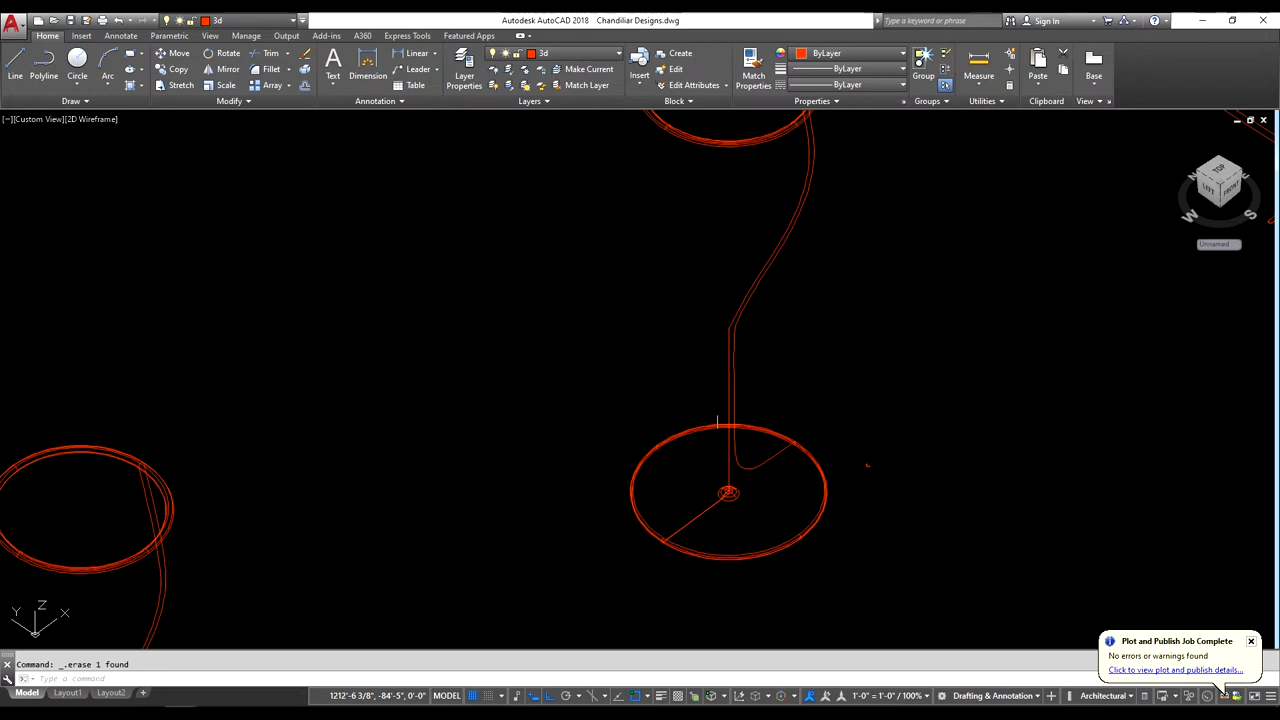 3d
Autodesk AutoCAD 2018 Chandiliar Designs.dwg
Type a keyword or phrase
Sign In
Home Insert Annotate Parametric View Manage Output Add-ins A360 Express Tools Featured Apps
Line Polyline Circle Arc
Move Rotate Trim
Copy Mirror Fillet
Stretch Scale Array
Text Dimension
Linear
Leader
Table
Layer Properties
3d
Make Current
Match Layer
Insert
Create
Edit
Edit Attributes
Match Properties
ByLayer
ByLayer
ByLayer
Group
Measure
Paste
Base
Draw Modify Annotation Layers Block Properties Groups Utilities Clipboard View
[−][Custom View][2D Wireframe]
TOP
LEFT FRONT
N E
W S
Unnamed
Z
Y X
Plot and Publish Job Complete
No errors or warnings found
Click to view plot and publish details...
Command: _.erase 1 found
Type a command
Model Layout1 Layout2
1212'-6 3/8", -84'-5", 0'-0" MODEL 1'-0" = 1'-0" / 100% Drafting & Annotation Architectural